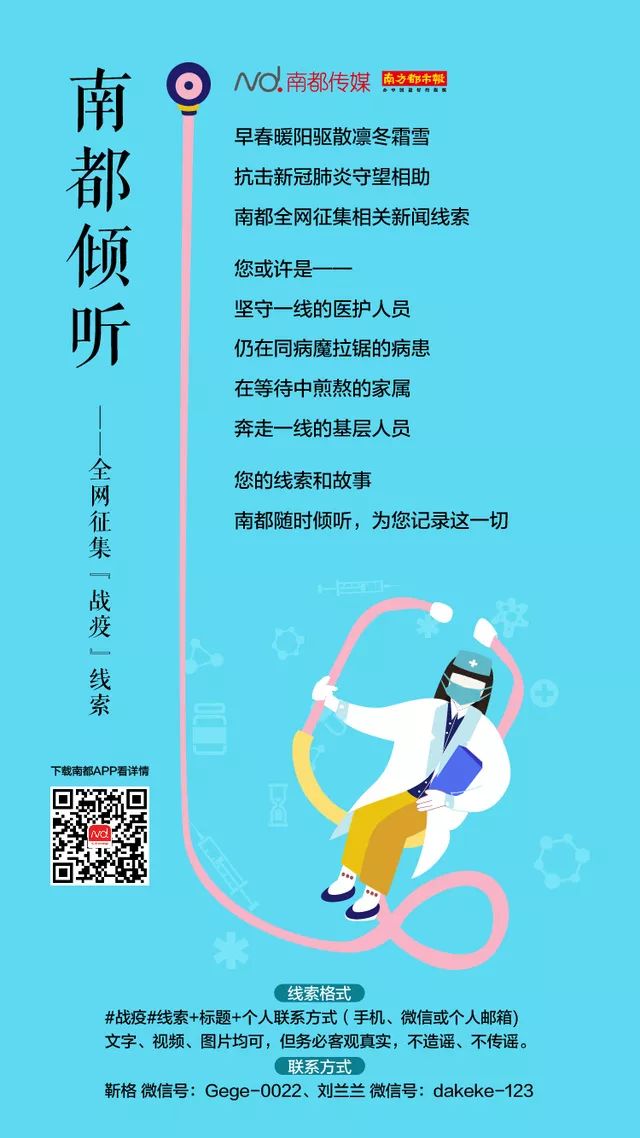 南都倾听
——全网征集『战疫』线索
Nd.南都传媒 南方都市报
办中国最好的报纸
早春暖阳驱散凛冬霜雪
抗击新冠肺炎守望相助
南都全网征集相关新闻线索
您或许是——
坚守一线的医护人员
仍在同病魔拉锯的病患
在等待中煎熬的家属
奔走一线的基层人员
您的线索和故事
南都随时倾听，为您记录这一切
下载南都APP看详情
Nd.
线索格式
#战疫#线索+标题+个人联系方式（手机、微信或个人邮箱)
文字、视频、图片均可，但务必客观真实，不造谣、不传谣。
联系方式
靳格 微信号：Gege-0022、刘兰兰 微信号：dakeke-123